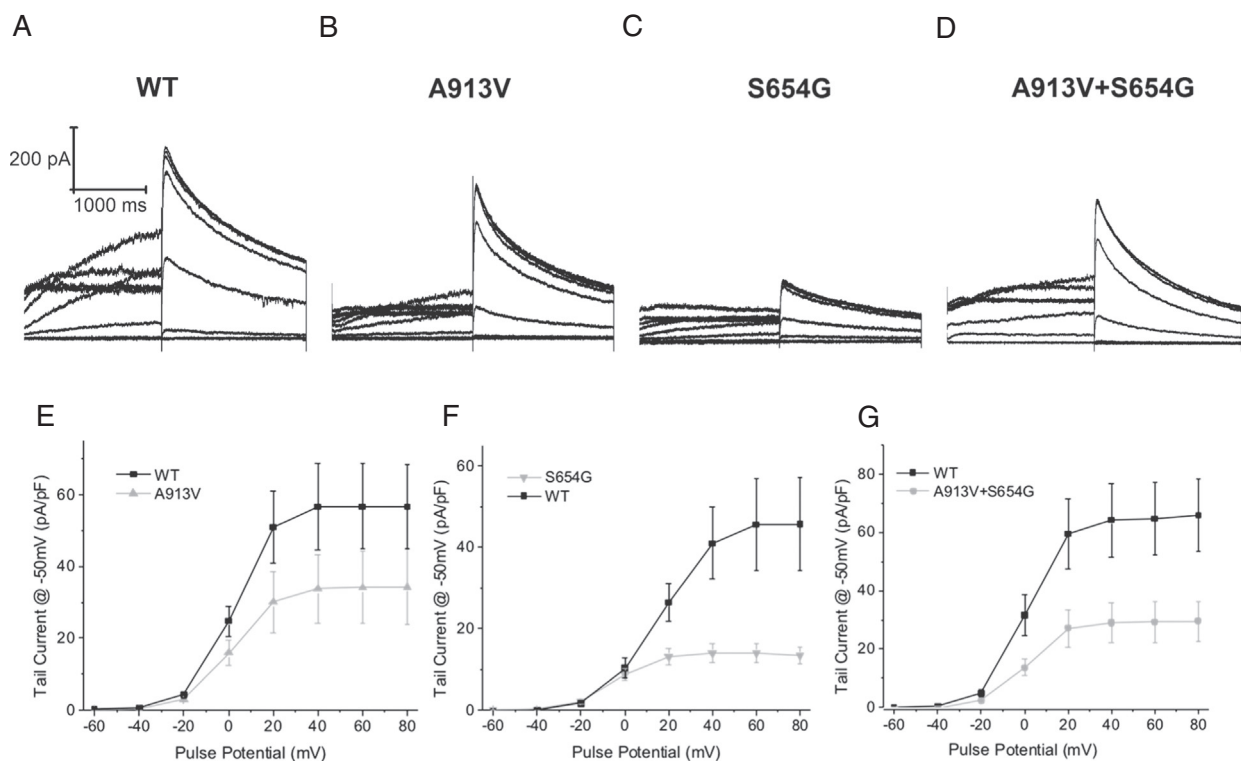 A
B
C
D
WT
A913V
S654G
A913V+S654G
200 pA
1000 ms
E
F
G
WT
A913V
S654G
WT
WT
A913V+S654G
Tail Current @ -50mV (pA/pF)
60
40
20
0
-60 -40 -20 0 20 40 60 80
Pulse Potential (mV)
Tail Current @ -50mV (pA/pF)
60
40
20
0
-60 -40 -20 0 20 40 60 80
Pulse Potential (mV)
Tail Current @ -50mV (pA/pF)
80
60
40
20
0
-60 -40 -20 0 20 40 60 80
Pulse Potential (mV)